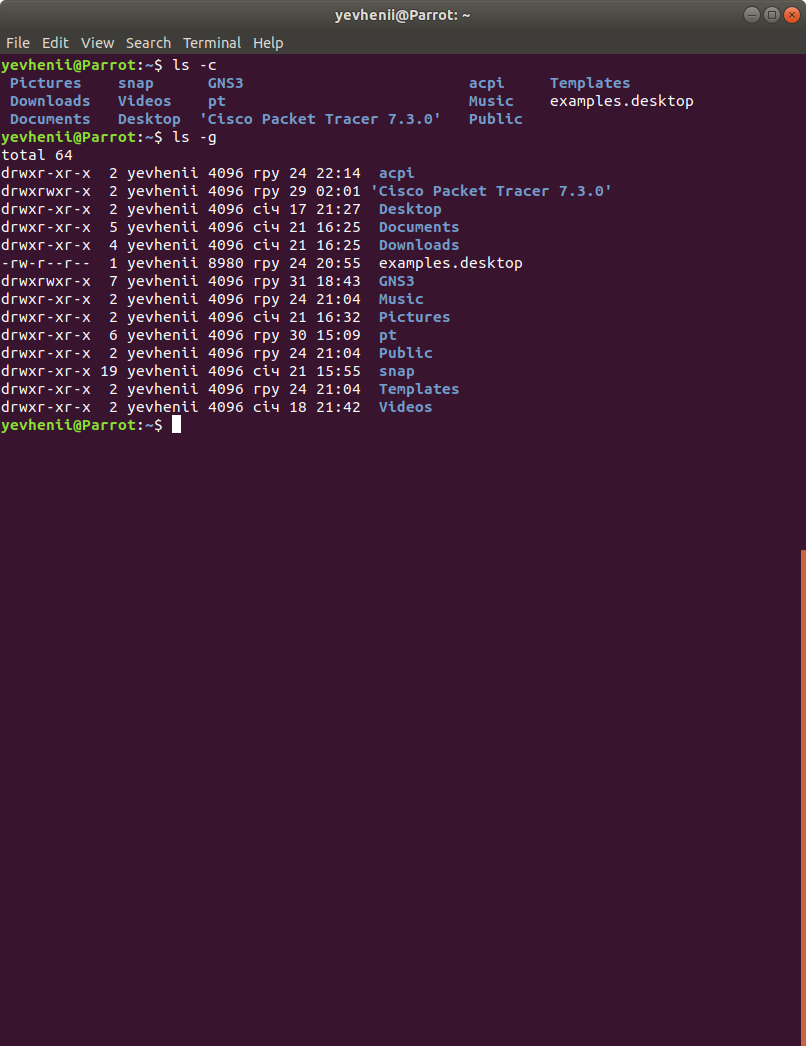 yevhenii@Parrot: ~
File Edit View Search Terminal Help
yevhenii@Parrot:~$ ls -c
 Pictures    snap      GNS3                         acpi     Templates
 Downloads   Videos    pt                           Music    examples.desktop
 Documents   Desktop  'Cisco Packet Tracer 7.3.0'   Public
yevhenii@Parrot:~$ ls -g
total 64
drwxr-xr-x  2 yevhenii 4096 гру 24 22:14  acpi
drwxrwxr-x  2 yevhenii 4096 гру 29 02:01 'Cisco Packet Tracer 7.3.0'
drwxr-xr-x  2 yevhenii 4096 січ 17 21:27  Desktop
drwxr-xr-x  5 yevhenii 4096 січ 21 16:25  Documents
drwxr-xr-x  4 yevhenii 4096 січ 21 16:25  Downloads
-rw-r--r--  1 yevhenii 8980 гру 24 20:55  examples.desktop
drwxrwxr-x  7 yevhenii 4096 гру 31 18:43  GNS3
drwxr-xr-x  2 yevhenii 4096 гру 24 21:04  Music
drwxr-xr-x  2 yevhenii 4096 січ 21 16:32  Pictures
drwxr-xr-x  6 yevhenii 4096 гру 30 15:09  pt
drwxr-xr-x  2 yevhenii 4096 гру 24 21:04  Public
drwxr-xr-x 19 yevhenii 4096 січ 21 15:55  snap
drwxr-xr-x  2 yevhenii 4096 гру 24 21:04  Templates
drwxr-xr-x  2 yevhenii 4096 січ 18 21:42  Videos
yevhenii@Parrot:~$